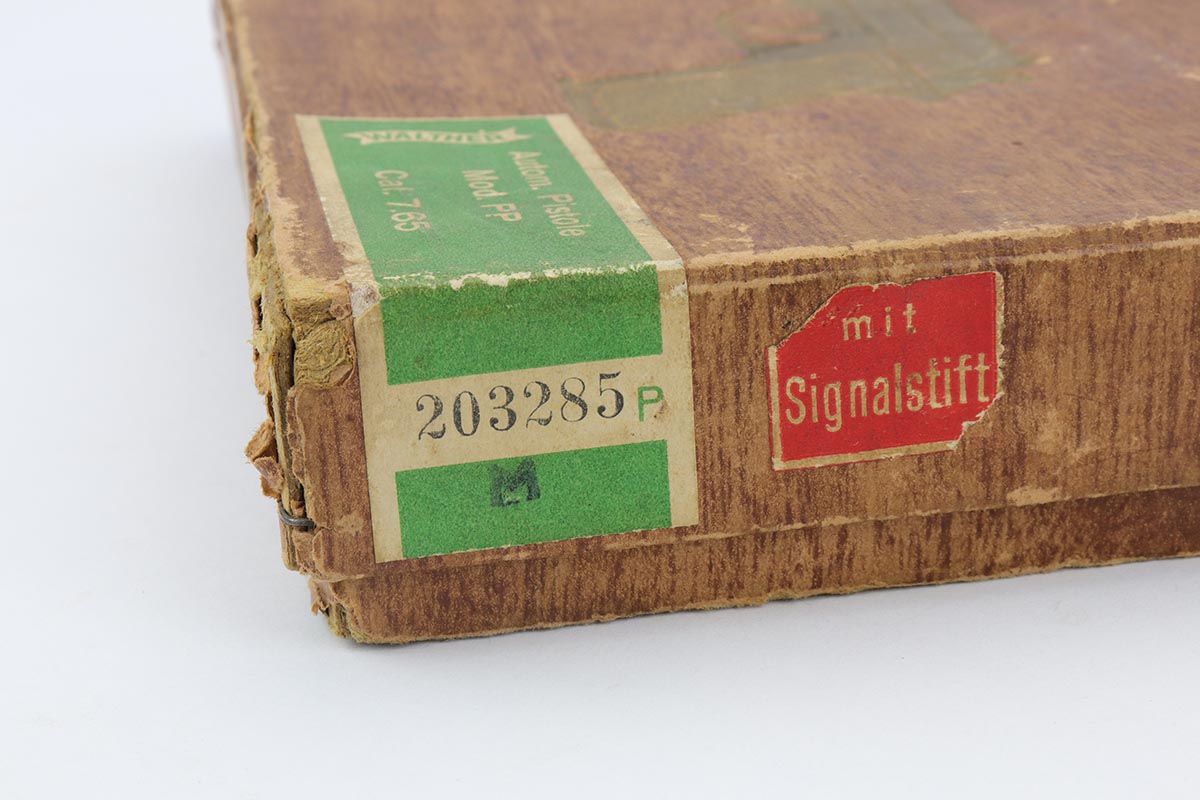 WALTHER
Autom. Pistole
Mod. PP
Cal. 7.65
203285 P
M
mit
Signalstift